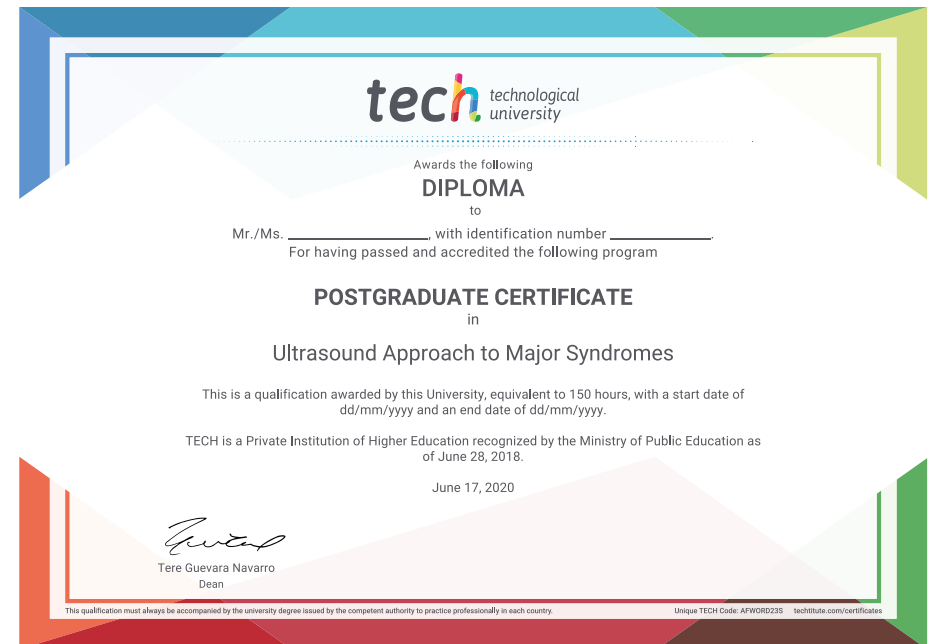 tech technological
university
Awards the following
DIPLOMA
to
Mr./Ms. ____________________, with identification number ______________.
For having passed and accredited the following program
POSTGRADUATE CERTIFICATE
in
Ultrasound Approach to Major Syndromes
This is a qualification awarded by this University, equivalent to 150 hours, with a start date of
dd/mm/yyyy and an end date of dd/mm/yyyy.
TECH is a Private Institution of Higher Education recognized by the Ministry of Public Education as
of June 28, 2018.
June 17, 2020
Tere Guevara Navarro
Dean
This qualification must always be accompanied by the university degree issued by the competent authority to practice professionally in each country. Unique TECH Code: AFWORD23S techtitute.com/certificates